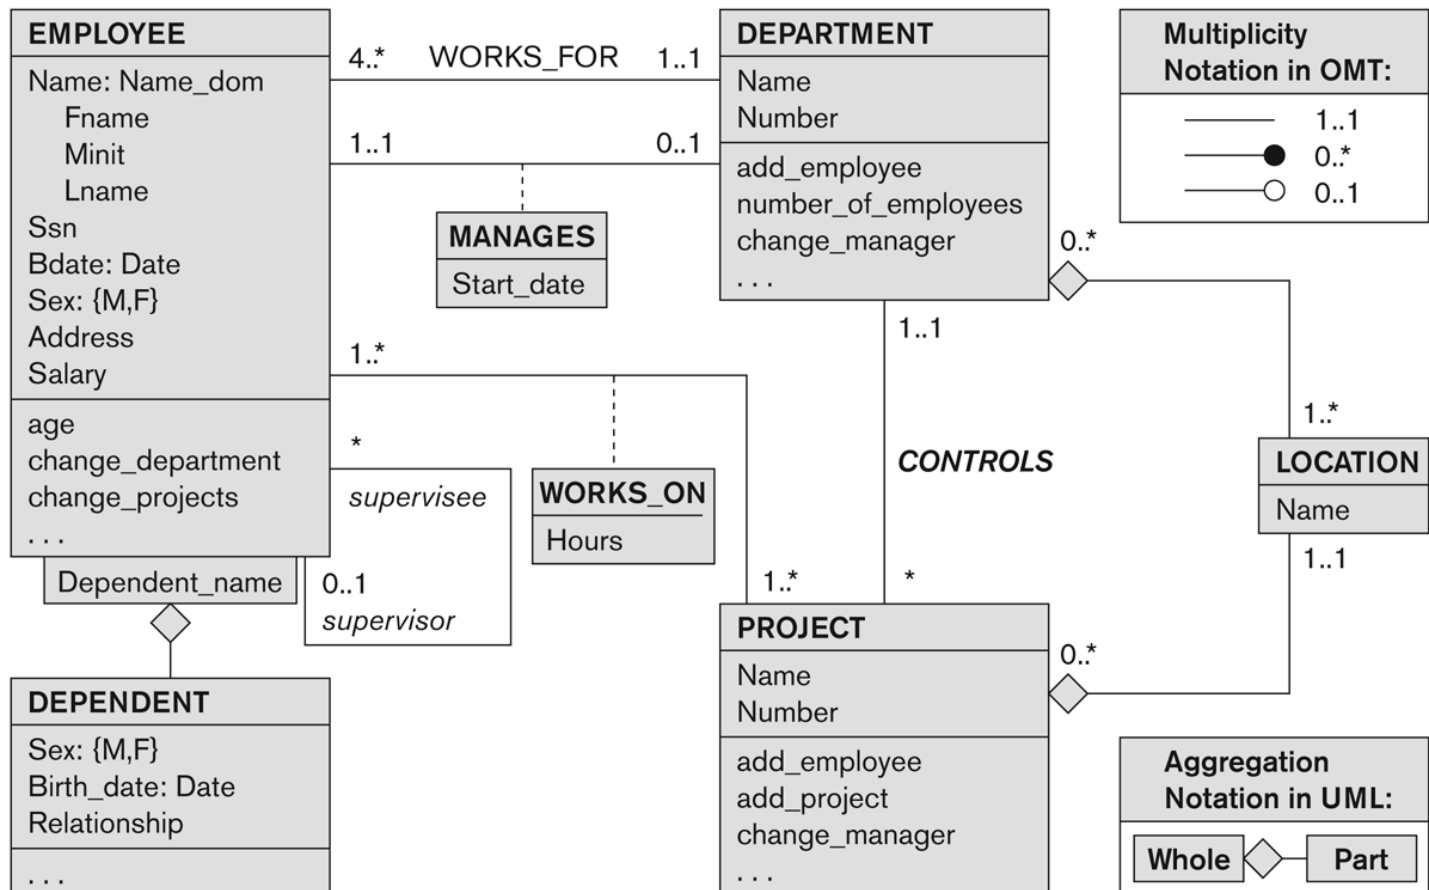 EMPLOYEE
Name: Name_dom
Fname
Minit
Lname
Ssn
Bdate: Date
Sex: {M,F}
Address
Salary
age
change_department
change_projects
. . .
Dependent_name
DEPENDENT
Sex: {M,F}
Birth_date: Date
Relationship
. . .
4..*
WORKS_FOR
1..1
1..1
0..1
MANAGES
Start_date
1..*
*
supervisee
0..1
supervisor
WORKS_ON
Hours
1..*
DEPARTMENT
Name
Number
add_employee
number_of_employees
change_manager
. . .
0..*
1..1
CONTROLS
*
PROJECT
Name
Number
add_employee
add_project
change_manager
. . .
0..*
1..*
LOCATION
Name
1..1
Multiplicity
Notation in OMT:
1..1
0..*
0..1
Aggregation
Notation in UML:
Whole
Part